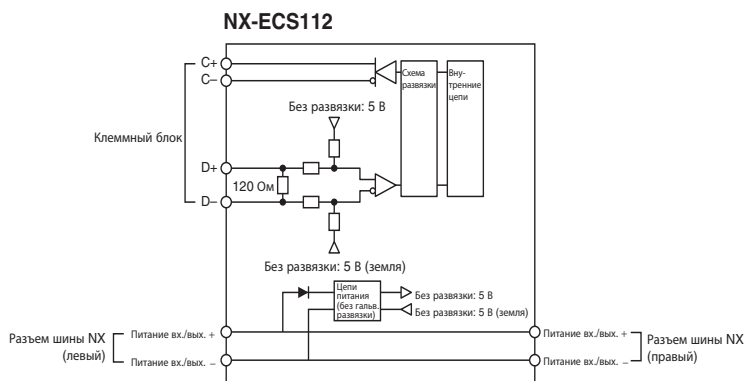 NX-ECS112
C+
C–
Схема развязки
Вну-
тренние
цепи
Без развязки: 5 В
Клеммный блок
D+
120 Ом
D–
Без развязки: 5 В (земля)
Цепи
питания
(без гальв.
развязки)
Без развязки: 5 В
Без развязки: 5 В (земля)
Разъем шины NX
(левый)
Питание вх./вых. +
Питание вх./вых. –
Питание вх./вых. +
Питание вх./вых. –
Разъем шины NX
(правый)